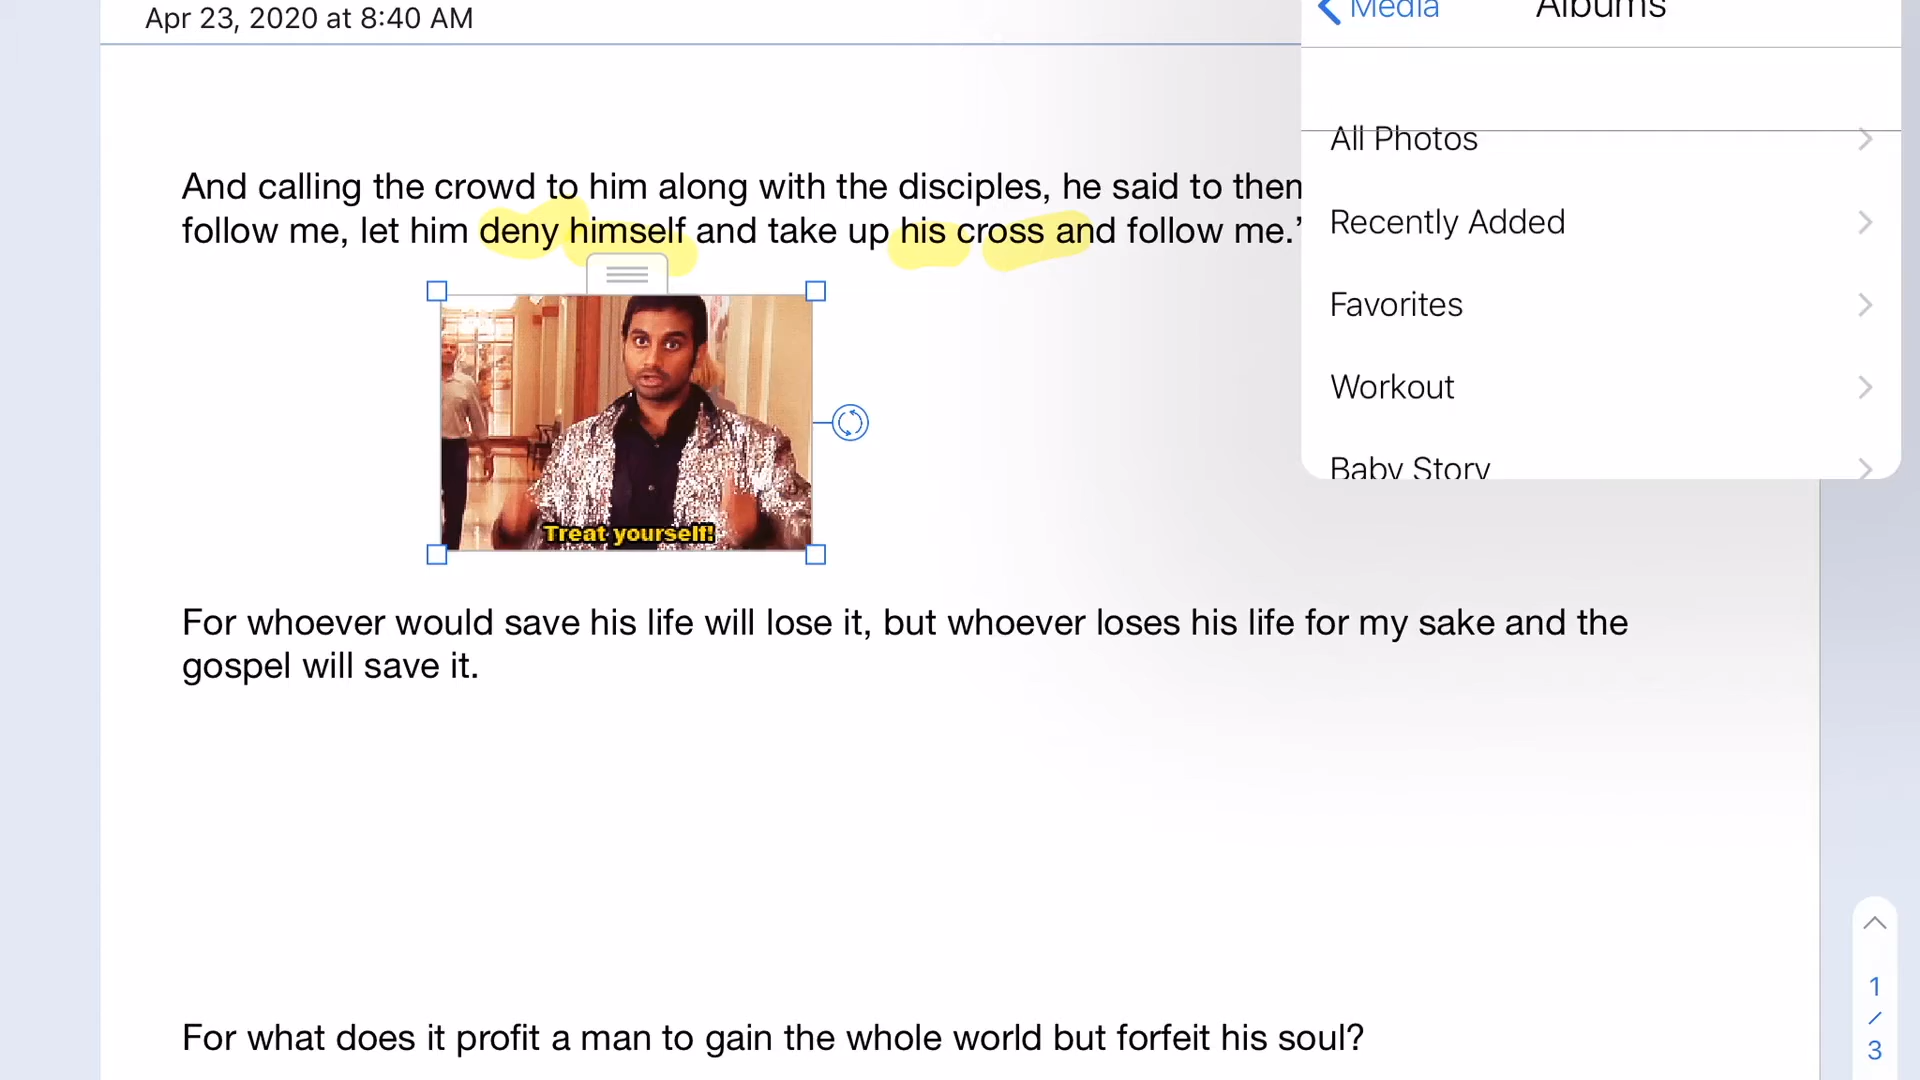 Apr 23, 2020 at 8:40 AM
Media
Albums
All Photos
Recently Added
Favorites
Workout
Baby Story
And calling the crowd to him along with the disciples, he said to
follow me, let him deny himself and take up his cross and follow me.
Treat yourself!
For whoever would save his life will lose it, but whoever loses his life for my sake and the
gospel will save it.
For what does it profit a man to gain the whole world but forfeit his soul?
1
/
3